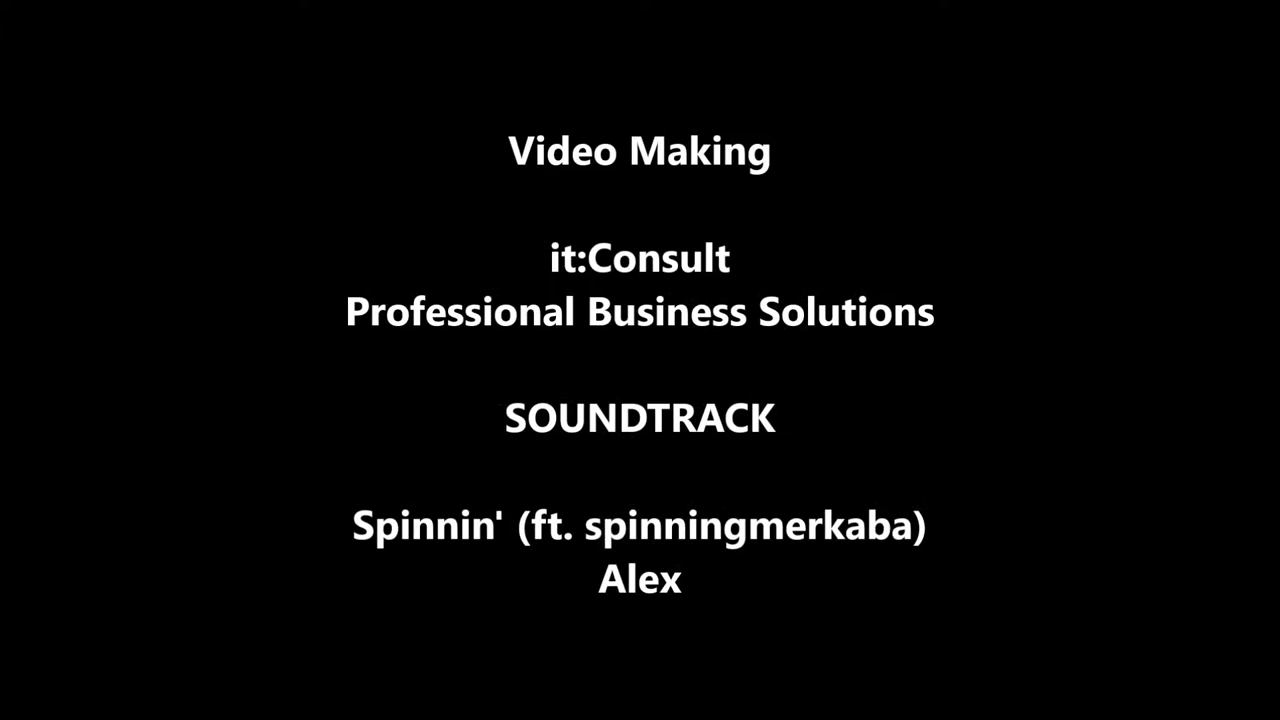 Video Making
it:Consult
Professional Business Solutions
SOUNDTRACK
Spinnin' (ft. spinningmerkaba)
Alex